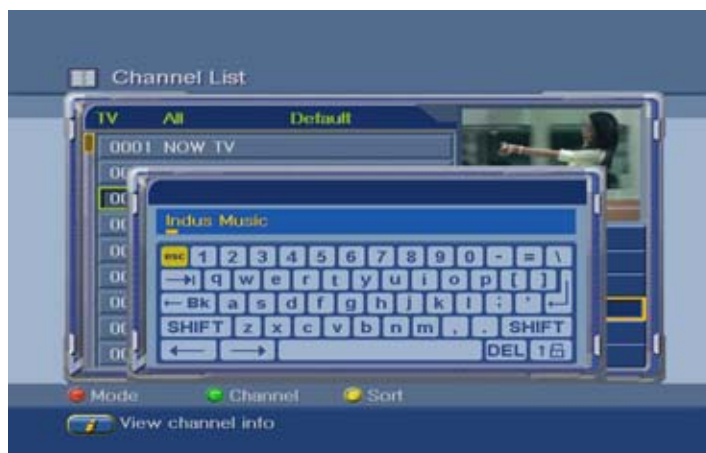 Channel List
TV All Default
0001 NOW TV
Indus Music
esc 1 2 3 4 5 6 7 8 9 0 - = \
q w e r t y u i o p [ ]
← Bk a s d f g h j k l ; '
SHIFT z x c v b n m , . SHIFT
← → DEL 1
Mode Channel Sort
i View channel info